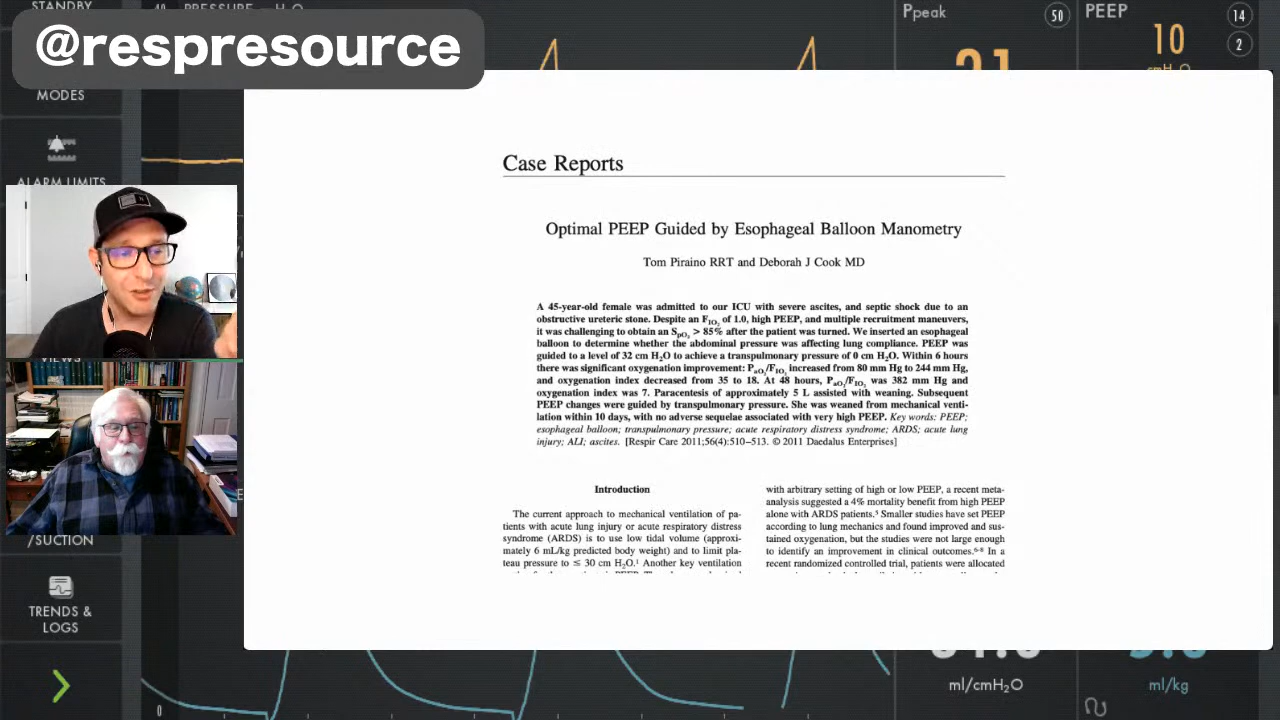 STANDBY
@respresource
MODES
ALARM LIMITS
VIEWS
/SUCTION
TRENDS &
LOGS
0
Ppeak
50
PEEP
14
2
10
cmH₂O
ml/cmH₂O
ml/kg
Case Reports
Optimal PEEP Guided by Esophageal Balloon Manometry
Tom Piraino RRT and Deborah J Cook MD
A 45-year-old female was admitted to our ICU with severe ascites, and septic shock due to an
obstructive ureteric stone. Despite an FIO₂ of 1.0, high PEEP, and multiple recruitment maneuvers,
it was challenging to obtain an SpO₂ > 85% after the patient was turned. We inserted an esophageal
balloon to determine whether the abdominal pressure was affecting lung compliance. PEEP was
guided to a level of 32 cm H₂O to achieve a transpulmonary pressure of 0 cm H₂O. Within 6 hours
there was significant oxygenation improvement: PaO₂/FIO₂ increased from 80 mm Hg to 244 mm Hg,
and oxygenation index decreased from 35 to 18. At 48 hours, PaO₂/FIO₂ was 382 mm Hg and
oxygenation index was 7. Paracentesis of approximately 5 L assisted with weaning. Subsequent
PEEP changes were guided by transpulmonary pressure. She was weaned from mechanical venti-
lation within 10 days, with no adverse sequelae associated with very high PEEP. Key words: PEEP;
esophageal balloon; transpulmonary pressure; acute respiratory distress syndrome; ARDS; acute lung
injury; ALI; ascites. [Respir Care 2011;56(4):510–513. © 2011 Daedalus Enterprises]
Introduction
The current approach to mechanical ventilation of pa-
tients with acute lung injury or acute respiratory distress
syndrome (ARDS) is to use low tidal volume (approxi-
mately 6 mL/kg predicted body weight) and to limit pla-
teau pressure to ≤ 30 cm H₂O.¹ Another key ventilation
with arbitrary setting of high or low PEEP, a recent meta-
analysis suggested a 4% mortality benefit from high PEEP
alone with ARDS patients.⁵ Smaller studies have set PEEP
according to lung mechanics and found improved and sus-
tained oxygenation, but the studies were not large enough
to identify an improvement in clinical outcomes.⁶⁻⁸ In a
recent randomized controlled trial, patients were allocated